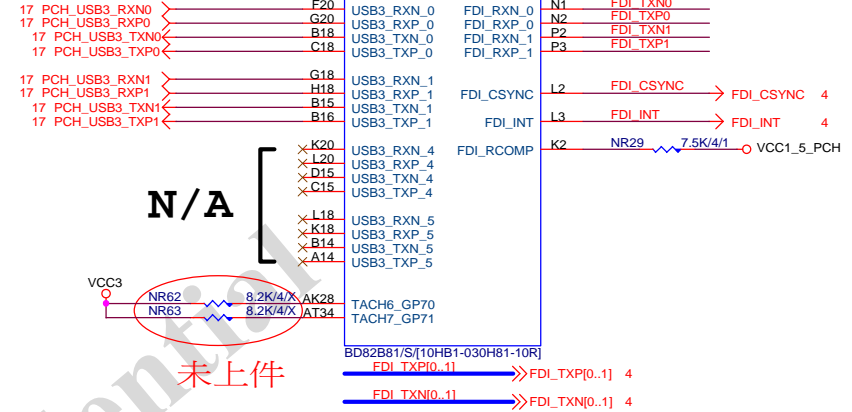 17 PCH_USB3_RXN0 F20 USB3_RXN_0 FDI_RXN_0 N1 FDI_TXN0
17 PCH_USB3_RXP0 G20 USB3_RXP_0 FDI_RXP_0 N2 FDI_TXP0
17 PCH_USB3_TXN0 B18 USB3_TXN_0 FDI_RXN_1 P2 FDI_TXN1
17 PCH_USB3_TXP0 C18 USB3_TXP_0 FDI_RXP_1 P3 FDI_TXP1
17 PCH_USB3_RXN1 G18 USB3_RXN_1
17 PCH_USB3_RXP1 H18 USB3_RXP_1 FDI_CSYNC L2 FDI_CSYNC FDI_CSYNC 4
17 PCH_USB3_TXN1 B15 USB3_TXN_1
17 PCH_USB3_TXP1 B16 USB3_TXP_1 FDI_INT L3 FDI_INT FDI_INT 4
K20 USB3_RXN_4 FDI_RCOMP K2 NR29 7.5K/4/1 VCC1_5_PCH
L20 USB3_RXP_4
D15 USB3_TXN_4
C15 USB3_TXP_4
N/A
L18 USB3_RXN_5
K18 USB3_RXP_5
B14 USB3_TXN_5
A14 USB3_TXP_5
VCC3
NR62 8.2K/4/X AK28 TACH6_GP70
NR63 8.2K/4/X AT34 TACH7_GP71
BD82B81/S/[10HB1-030H81-10R]
未上件
FDI_TXP[0..1] FDI_TXP[0..1] 4
FDI_TXN[0..1] FDI_TXN[0..1] 4